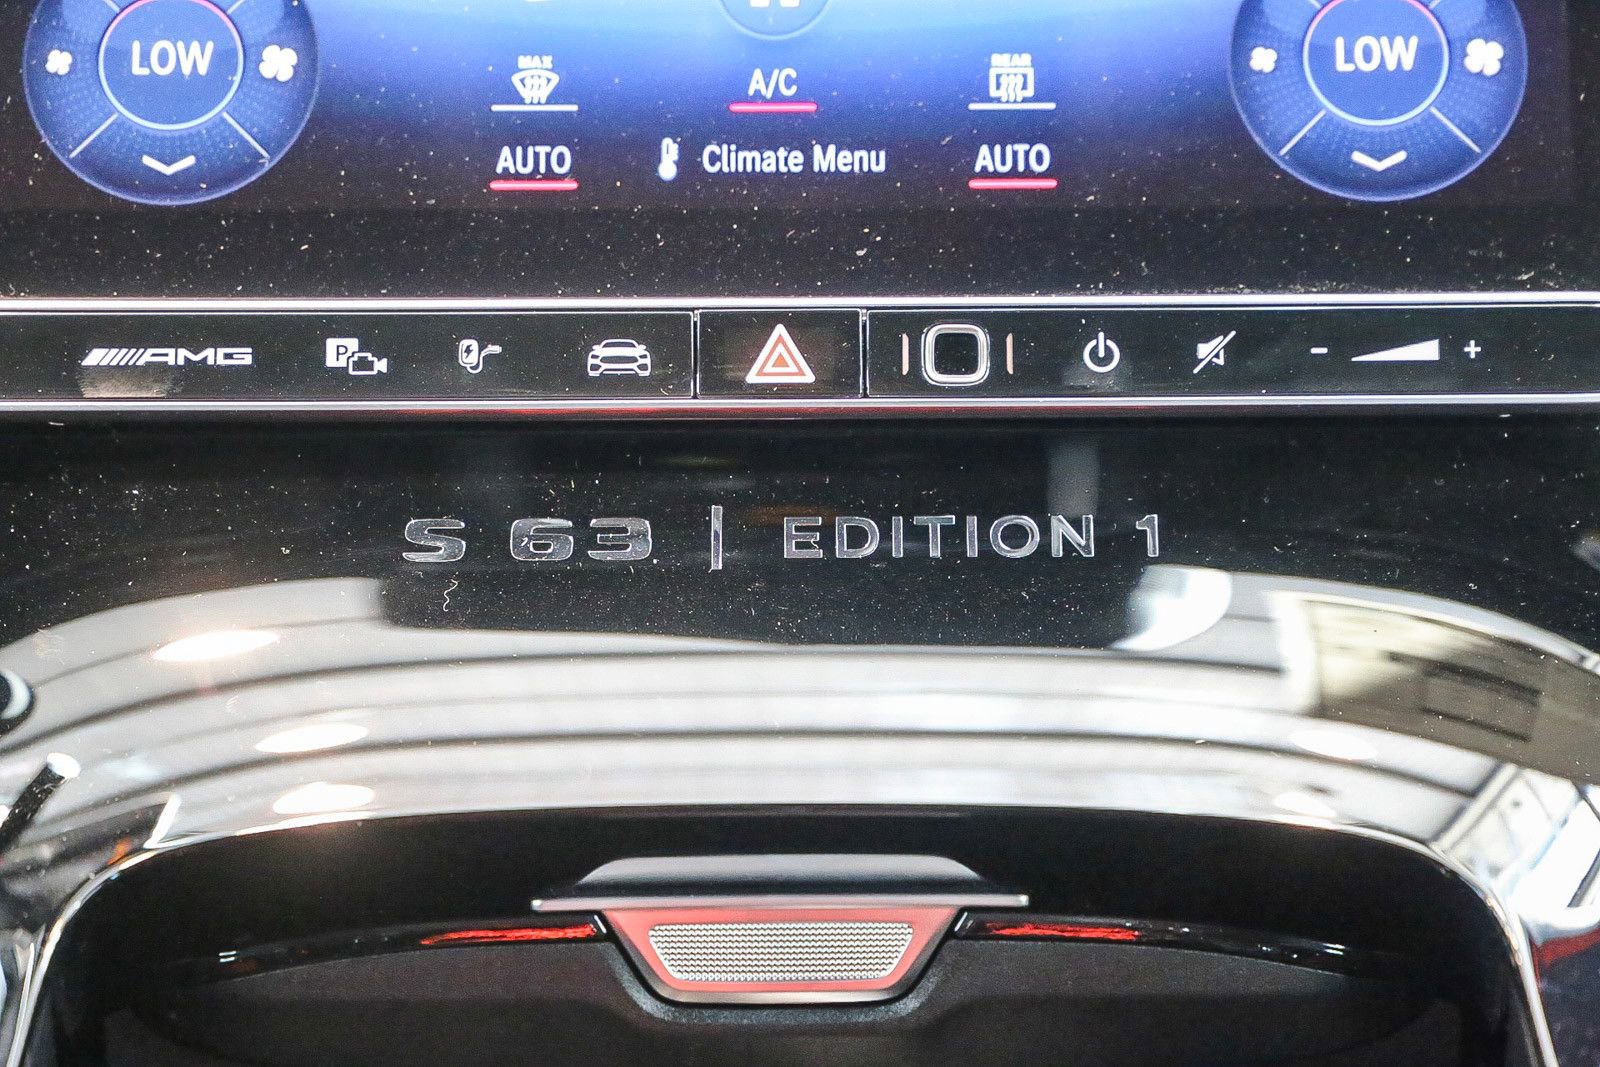 LOW
LOW
MAX
A/C
REAR
AUTO
Climate Menu
AUTO
AMG
P
- +
S 63 | EDITION 1